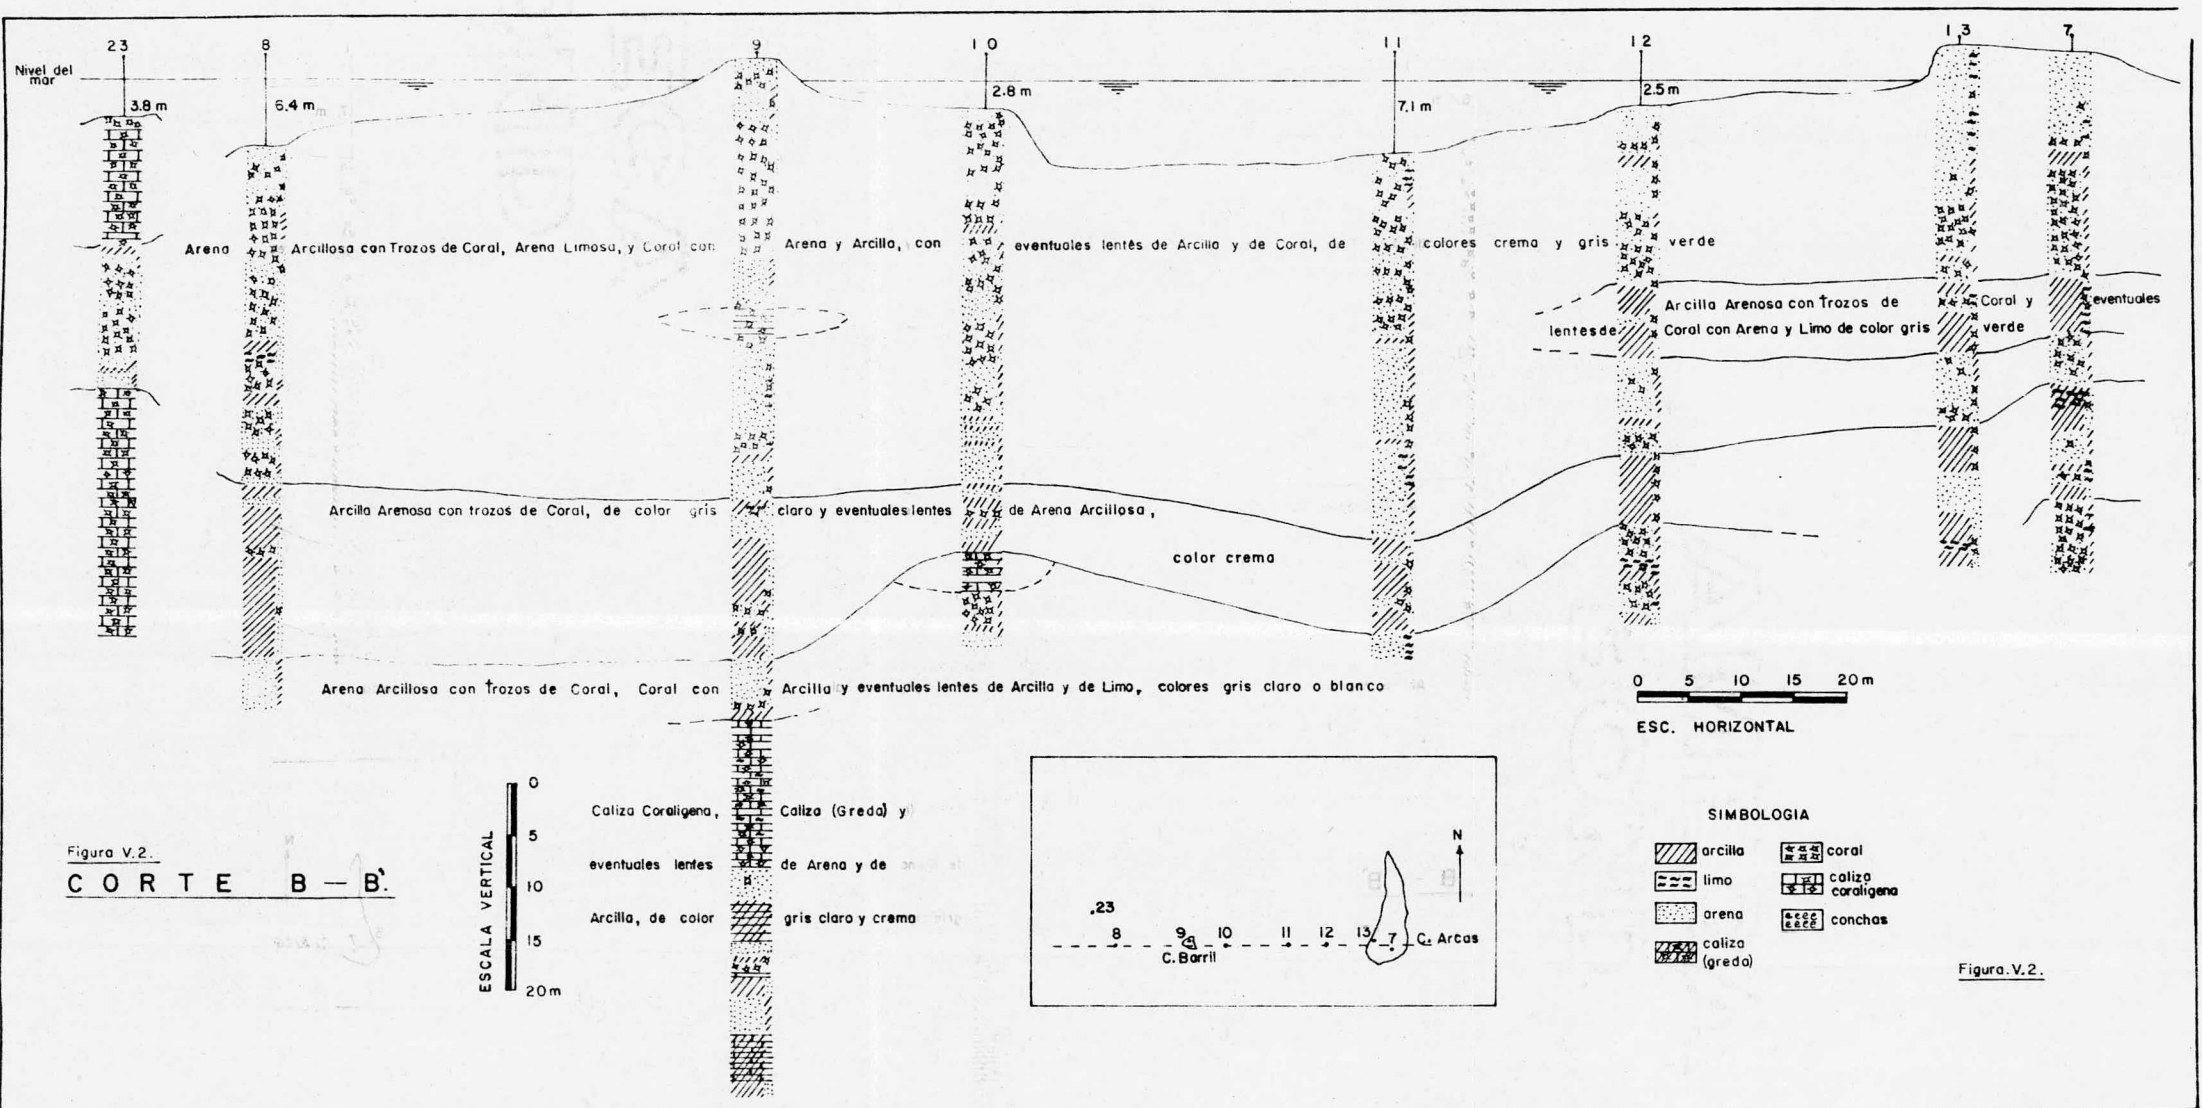 23 8 9 10 11 12 13 7
Nivel del
mar
3.8 m 6.4 m 2.8 m 7.1 m 2.5 m
Arena Arcillosa con Trozos de Coral, Arena Limosa, y Coral con Arena y Arcilla, con eventuales lentes de Arcilla y de Coral, de colores crema y gris verde
Arcilla Arenosa con trozos de Coral y eventuales
lentes de Coral con Arena y Limo de color gris verde
Arcilla Arenosa con trozos de Coral, de color gris claro y eventuales lentes de Arena Arcillosa,
color crema
Arena Arcillosa con trozos de Coral, Coral con Arcilla y eventuales lentes de Arcilla y de Limo, colores gris claro o blanco
0 5 10 15 20 m
ESC. HORIZONTAL
Caliza Coraligena, Caliza (Greda) y
eventuales lentes de Arena y de
Arcilla, de color gris claro y crema
ESCALA VERTICAL
0
5
10
15
20 m
Figura V.2.
CORTE B-B'.
N
.23
8 9 10 11 12 13 7 C. Arcas
C. Barril
SIMBOLOGIA
arcilla
limo
arena
caliza
(greda)
coral
caliza
coraligena
conchas
Figura.V.2.